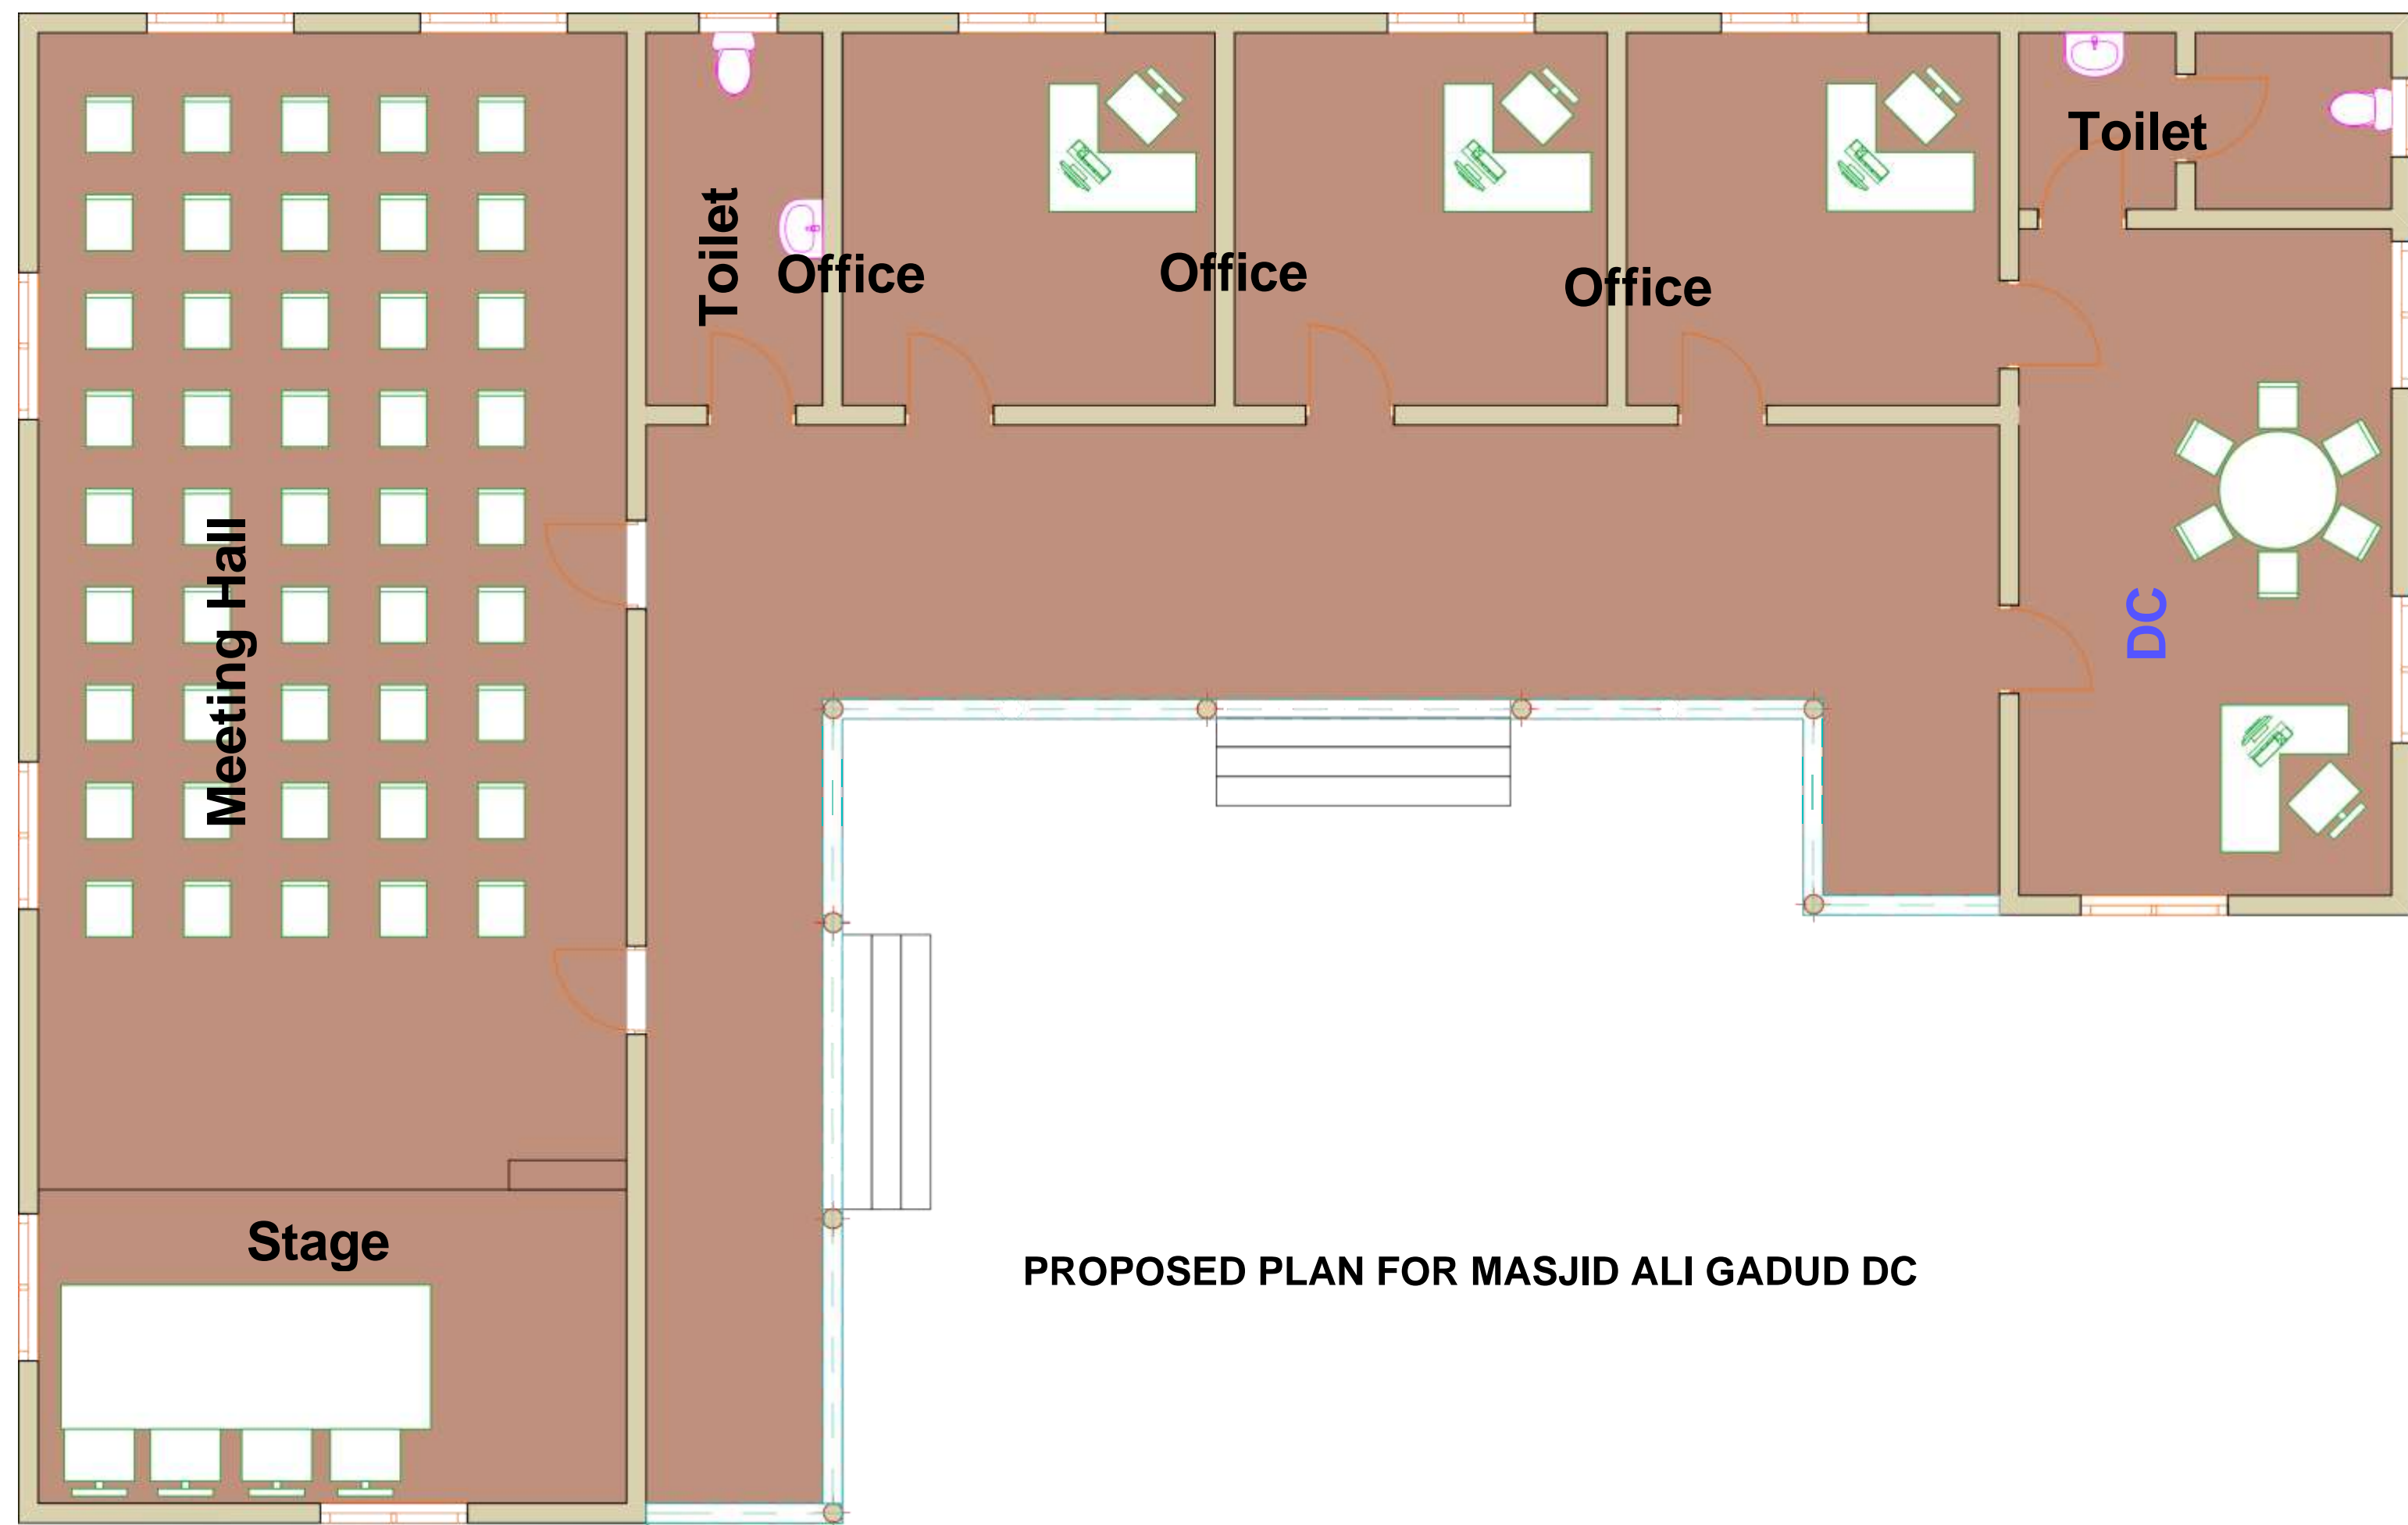 Toilet
Toilet
Office
Office
Office
Meeting Hall
DC
Stage
PROPOSED PLAN FOR MASJID ALI GADUD DC